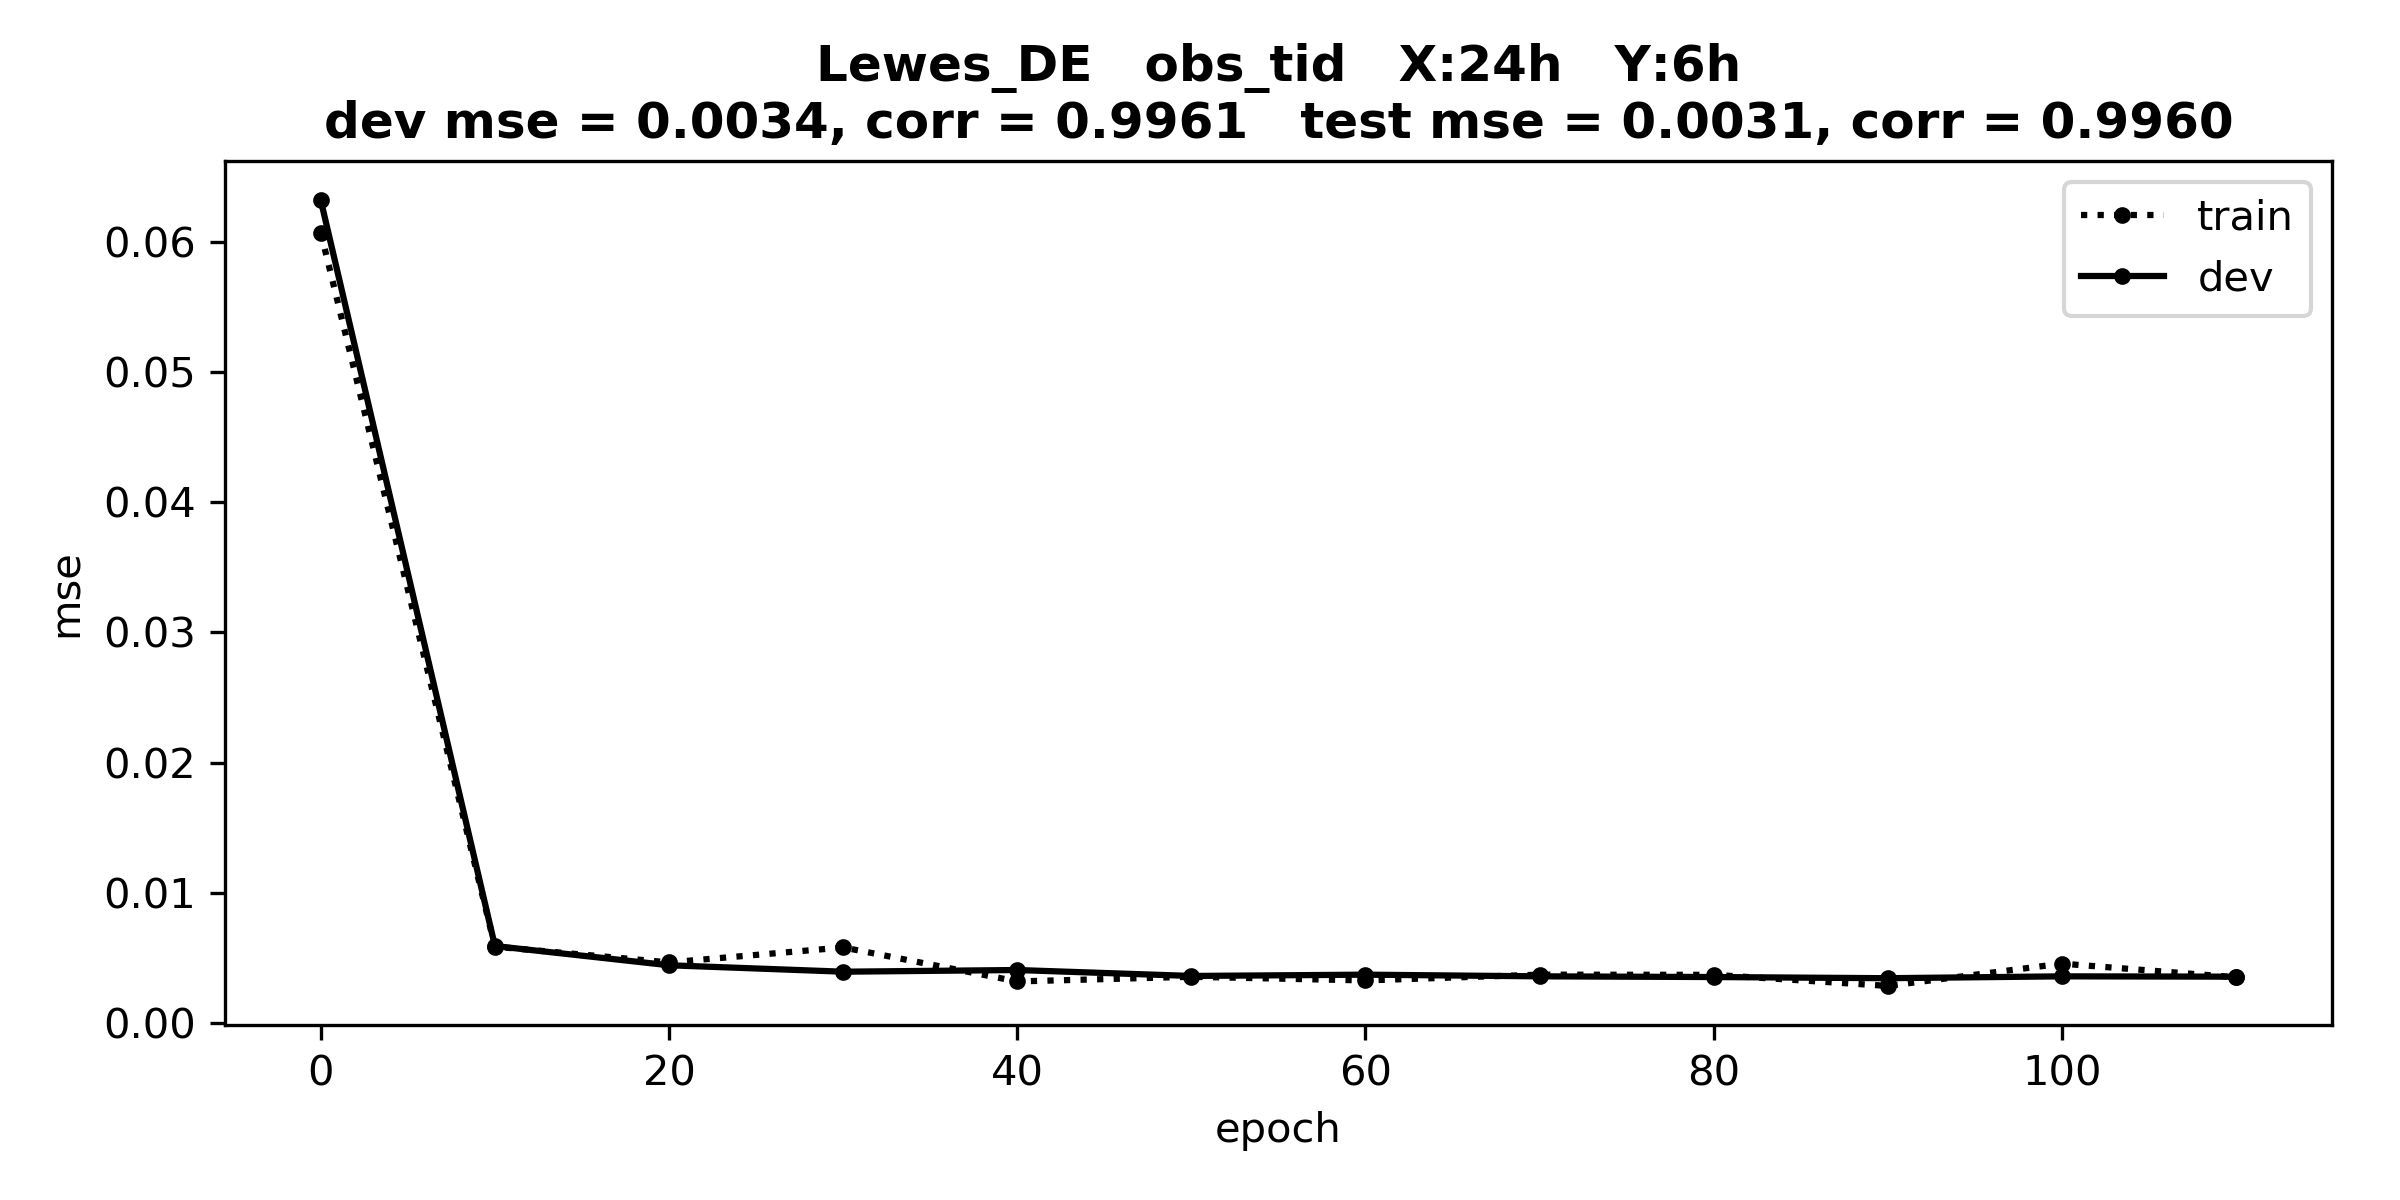 Lewes_DE   obs_tid   X:24h   Y:6h
dev mse = 0.0034, corr = 0.9961   test mse = 0.0031, corr = 0.9960
train
dev
0.06
0.05
0.04
0.03
0.02
0.01
0.00
mse
0 20 40 60 80 100
epoch